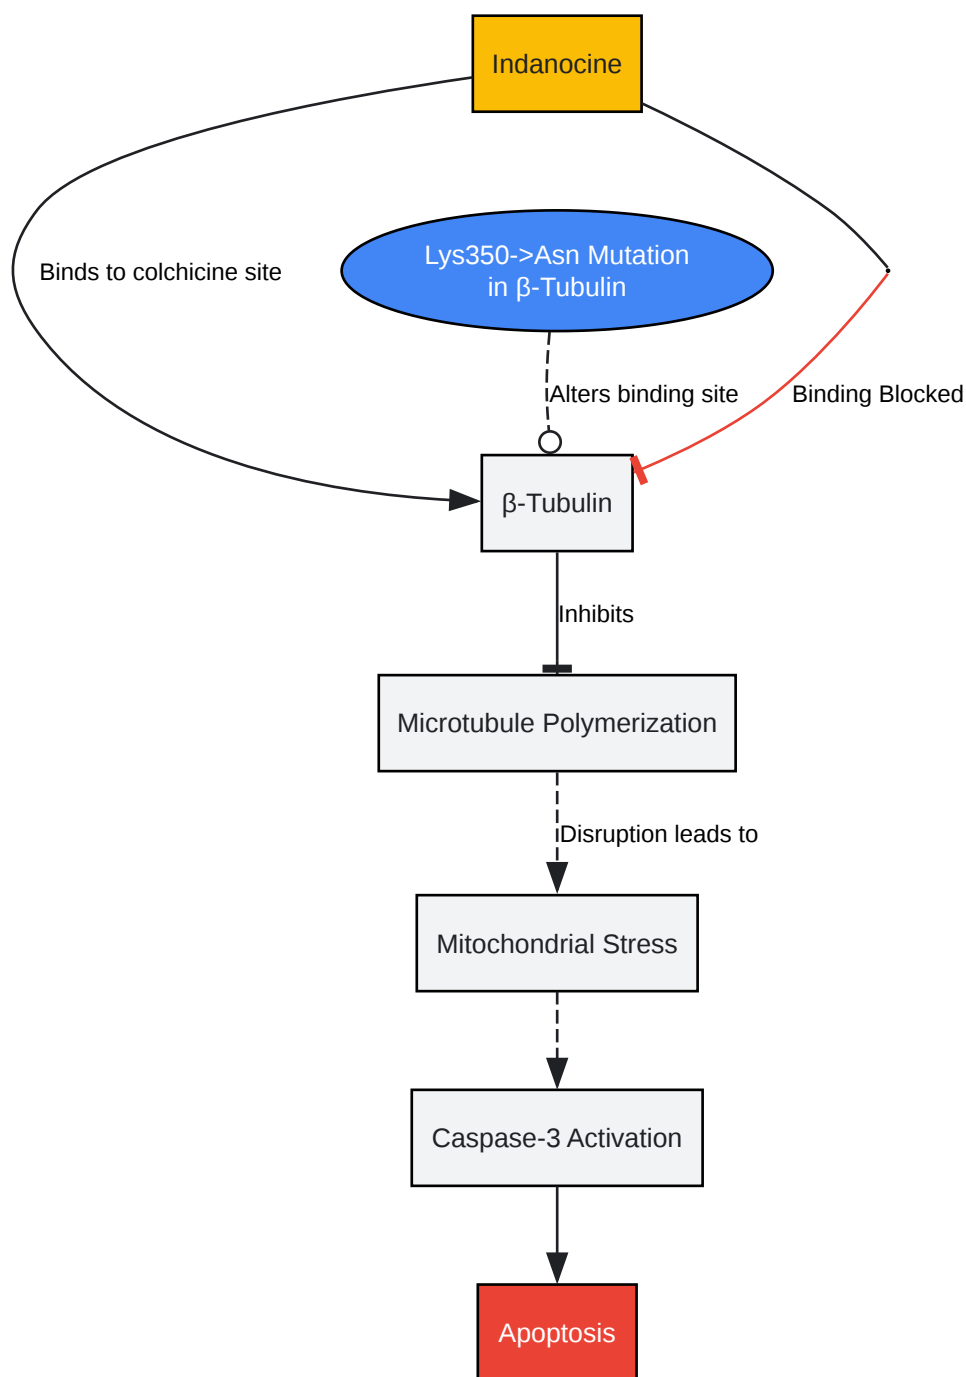 Indanocine
Lys350->Asn Mutation
in β-Tubulin
Binds to colchicine site
Alters binding site
Binding Blocked
β-Tubulin
Inhibits
Microtubule Polymerization
Disruption leads to
Mitochondrial Stress
Caspase-3 Activation
Apoptosis